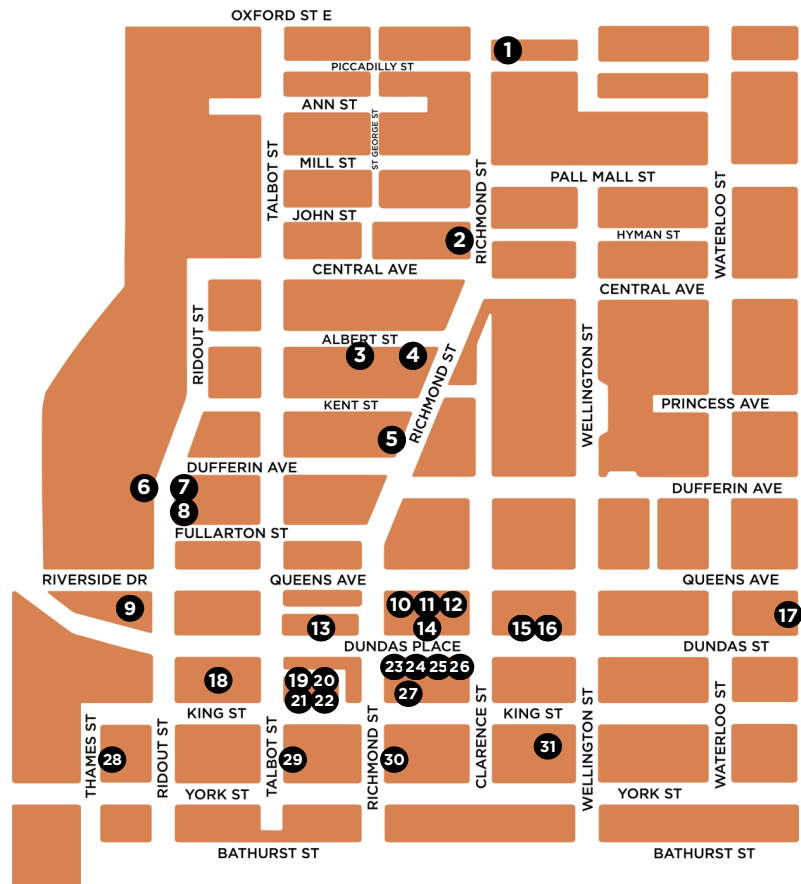 OXFORD ST E
1
PICCADILLY ST
ANN ST
ST GEORGE ST
MILL ST
TALBOT ST
RICHMOND ST
PALL MALL ST
WATERLOO ST
JOHN ST
2
HYMAN ST
CENTRAL AVE
CENTRAL AVE
RIDOUT ST
ALBERT ST
3
4
RICHMOND ST
WELLINGTON ST
KENT ST
PRINCESS AVE
5
DUFFERIN AVE
6
7
DUFFERIN AVE
8
FULLARTON ST
RIVERSIDE DR
QUEENS AVE
QUEENS AVE
9
10
11
12
13
14
15
16
17
DUNDAS PLACE
DUNDAS ST
18
19
20
21
22
23
24
25
26
27
KING ST
KING ST
THAMES ST
RIDOUT ST
TALBOT ST
RICHMOND ST
CLARENCE ST
WELLINGTON ST
WATERLOO ST
28
29
30
31
YORK ST
YORK ST
BATHURST ST
BATHURST ST